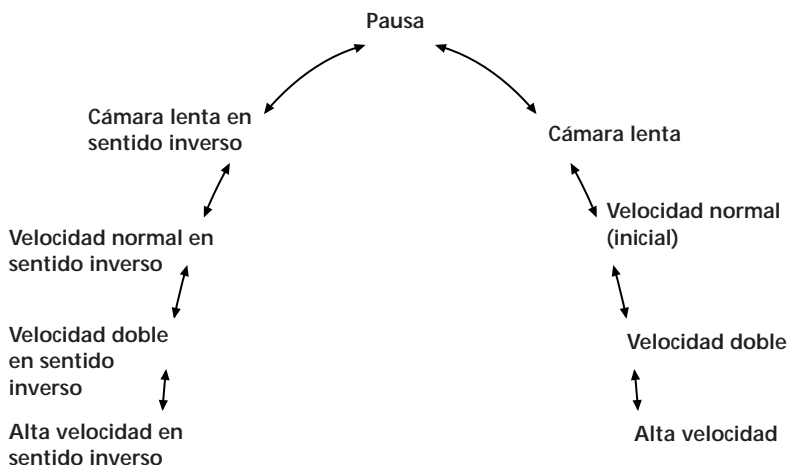 Pausa
Cámara lenta en
sentido inverso
Cámara lenta
Velocidad normal en
sentido inverso
Velocidad normal
(inicial)
Velocidad doble
en sentido
inverso
Velocidad doble
Alta velocidad en
sentido inverso
Alta velocidad